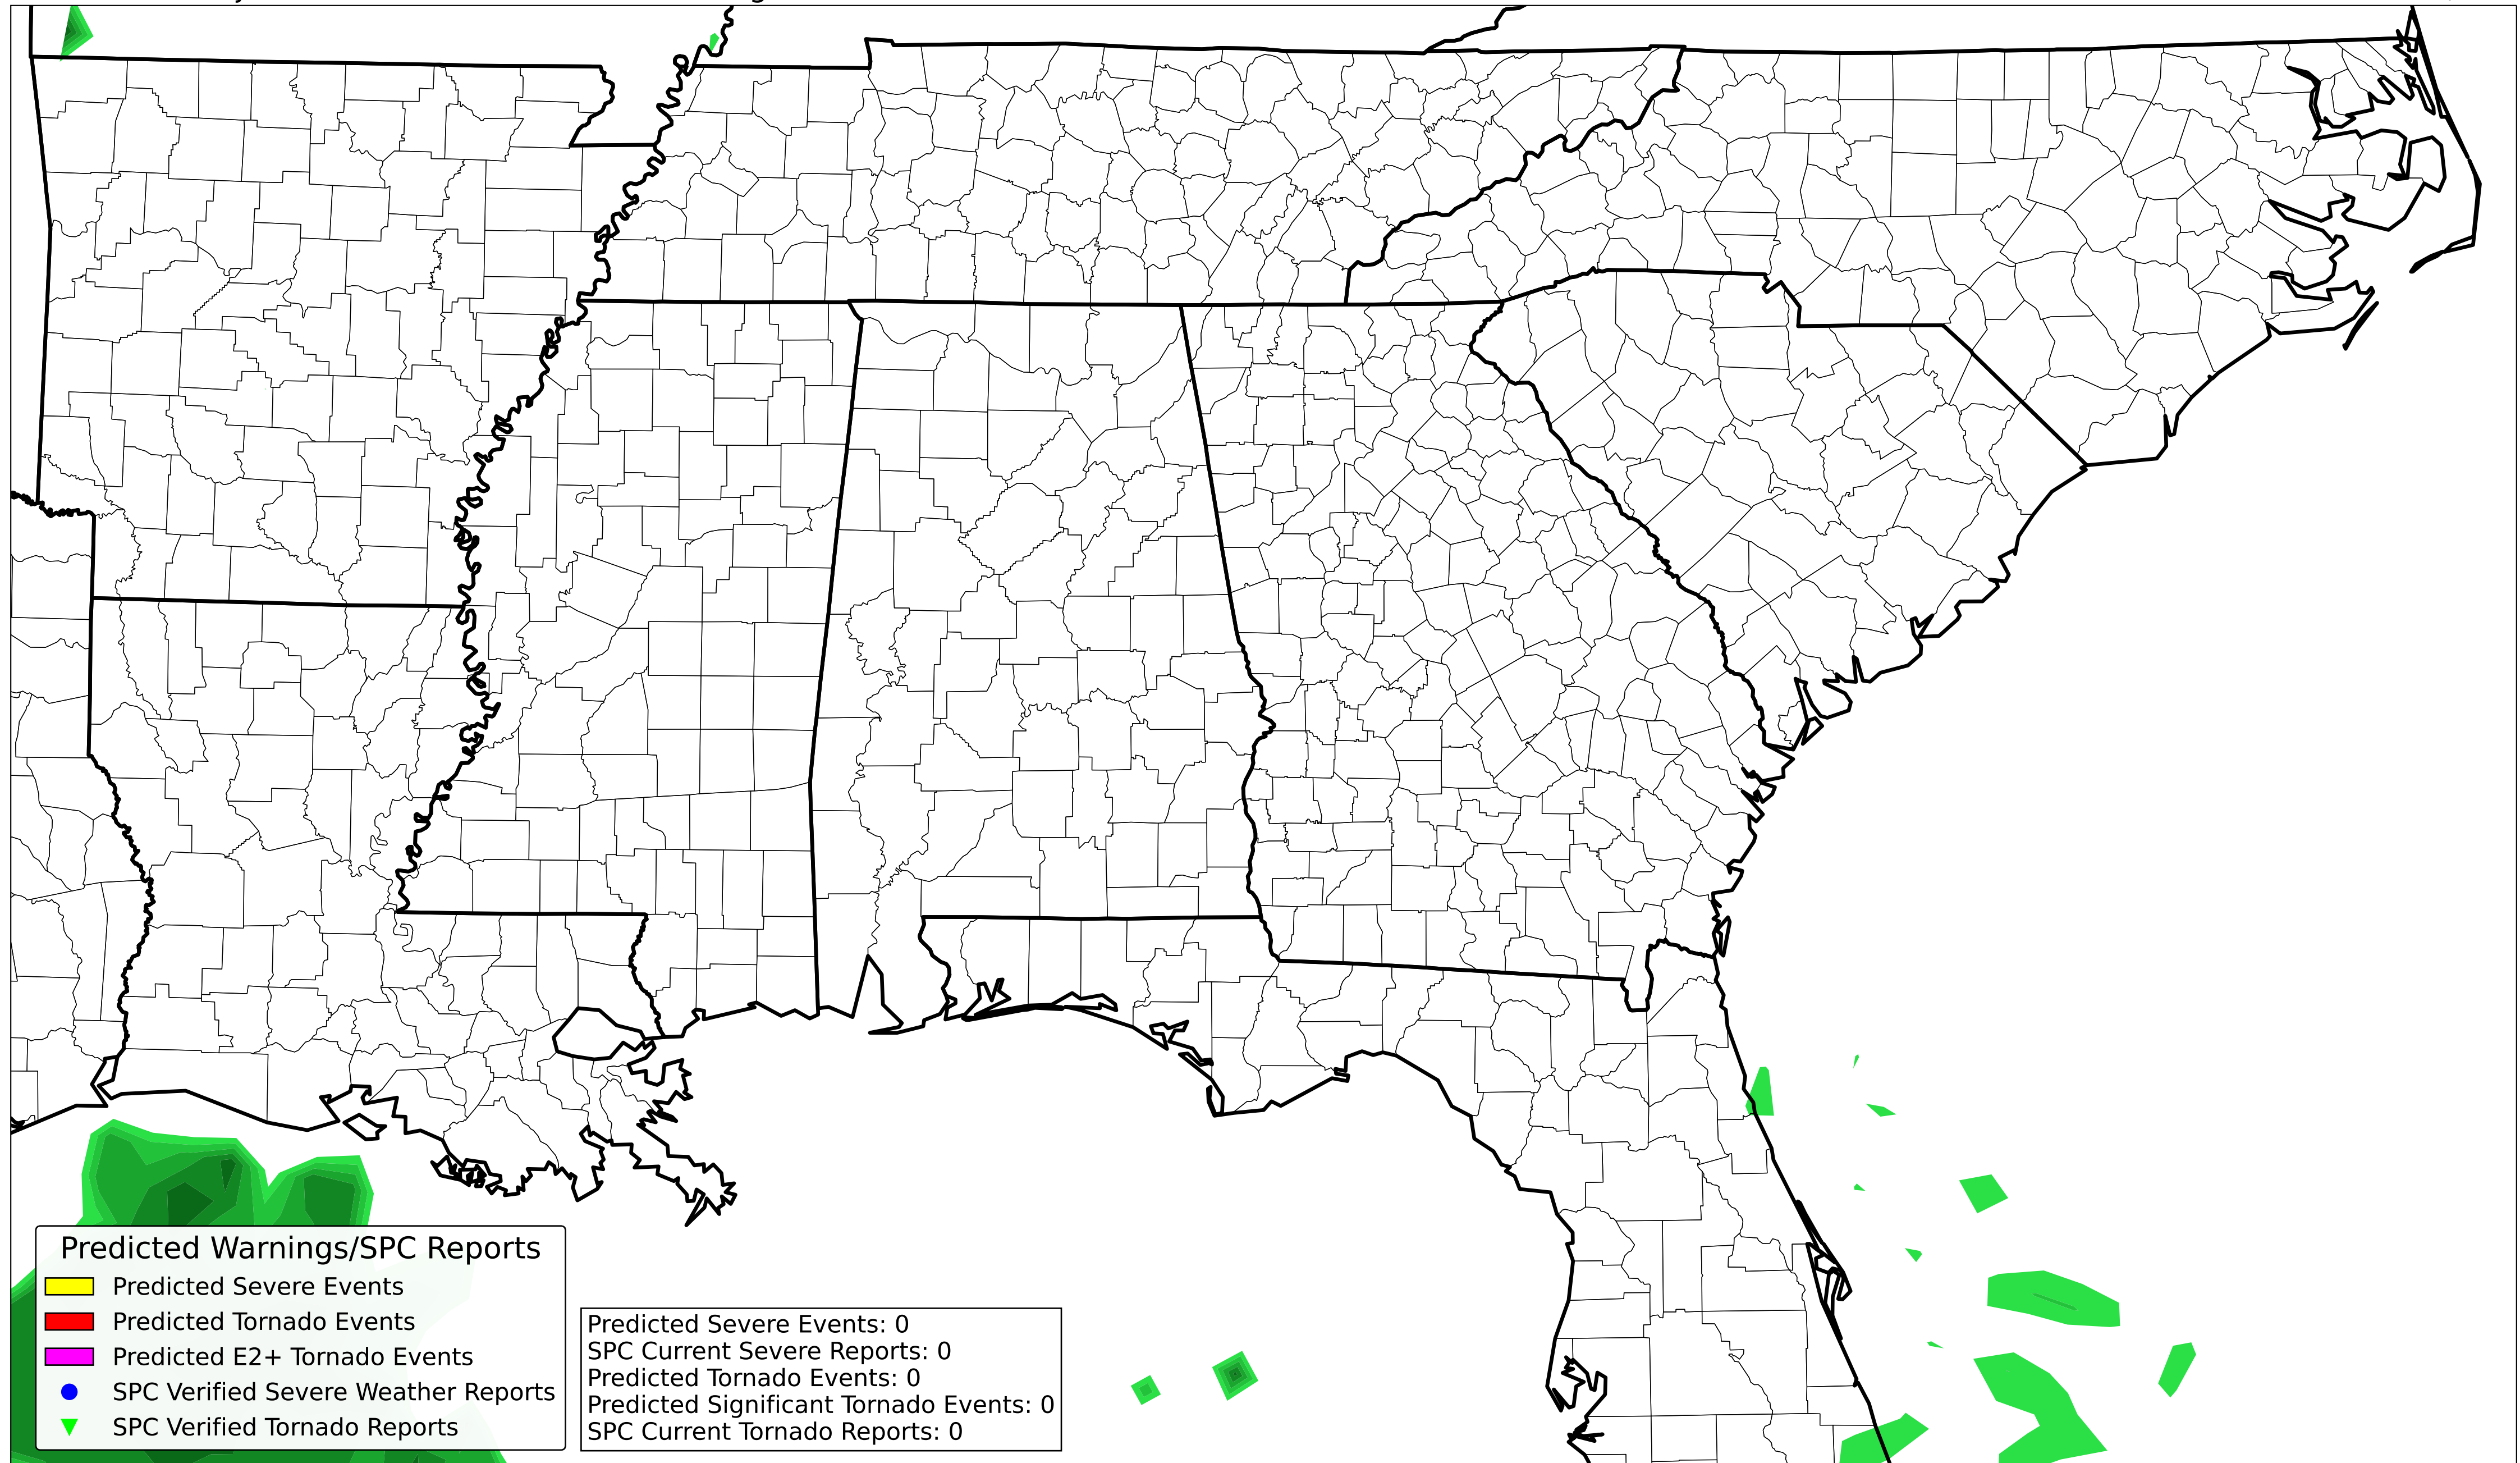 Predicted Warnings/SPC Reports
Predicted Severe Events
Predicted Tornado Events
Predicted E2+ Tornado Events
SPC Verified Severe Weather Reports
SPC Verified Tornado Reports
Predicted Severe Events: 0
SPC Current Severe Reports: 0
Predicted Tornado Events: 0
Predicted Significant Tornado Events: 0
SPC Current Tornado Reports: 0